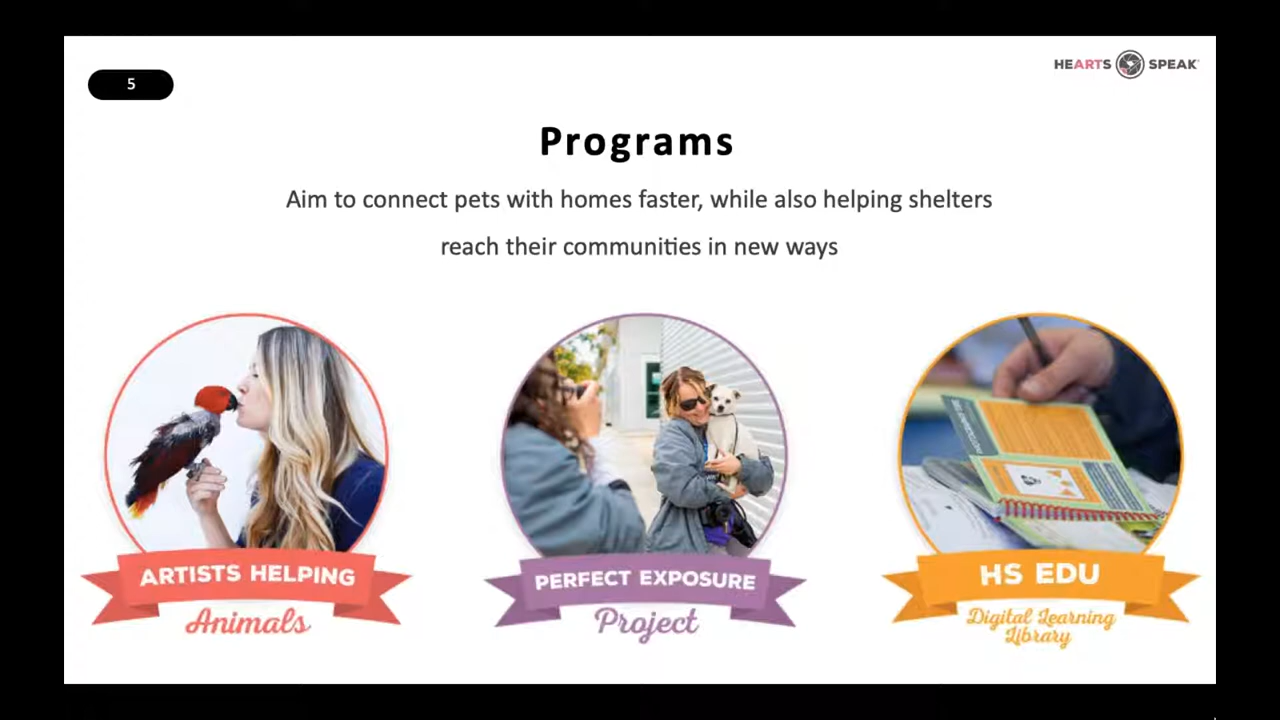 5
HEARTS SPEAK
Programs
Aim to connect pets with homes faster, while also helping shelters
reach their communities in new ways
ARTISTS HELPING
Animals
PERFECT EXPOSURE
Project
HS EDU
Digital Learning
Library